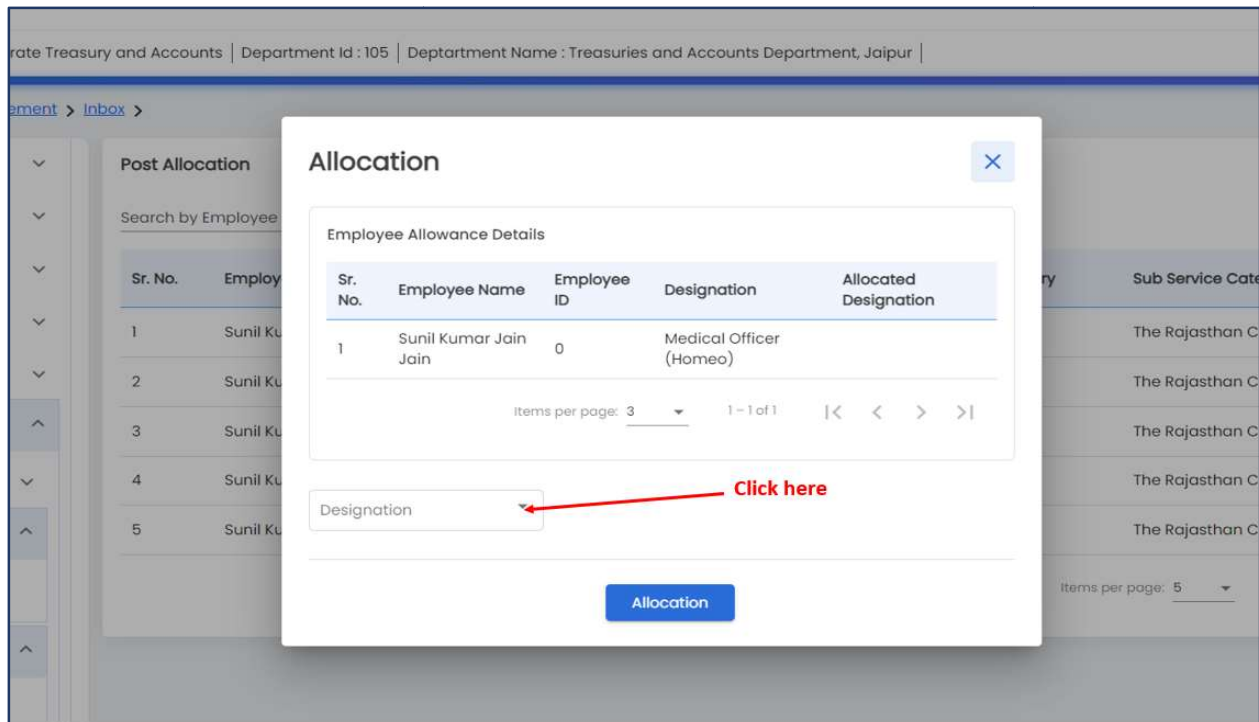 rate Treasury and Accounts | Department Id : 105 | Deptartment Name : Treasuries and Accounts Department, Jaipur |
ement > Inbox >
Post Allocation
Search by Employee
Sr. No. Employ ry Sub Service Cate
1 Sunil Ku The Rajasthan C
2 Sunil Ku The Rajasthan C
3 Sunil Ku The Rajasthan C
4 Sunil Ku The Rajasthan C
5 Sunil Ku The Rajasthan C
Items per page: 5
Allocation
Employee Allowance Details
Sr. No. Employee Name Employee ID Designation Allocated Designation
1 Sunil Kumar Jain Jain 0 Medical Officer (Homeo)
Items per page: 3 1 – 1 of 1 |< < > >|
Designation
Click here
Allocation